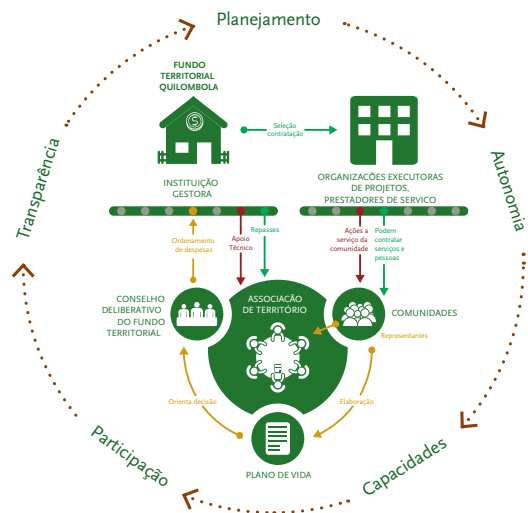 Planejamento
FUNDO
TERRITORIAL
QUILOMBOLA
Seleção
contratação
INSTITUIÇÃO
GESTORA
ORGANIZACÕES EXECUTORAS
DE PROJETOS,
PRESTADORES DE SERVICO
Transparência
Autonomia
Ordenamento
de despesas
Apoio
Técnico
Repasses
Ações a
serviço da
comunidade
Podem
contratar
serviços e
pessoas
CONSELHO
DELIBERATIVO
DO FUNDO
TERRITORIAL
ASSOCIAÇÃO
DE TERRITÓRIO
COMUNIDADES
Representantes
Orienta decisão
Elaboração
PLANO DE VIDA
Participação
Capacidades